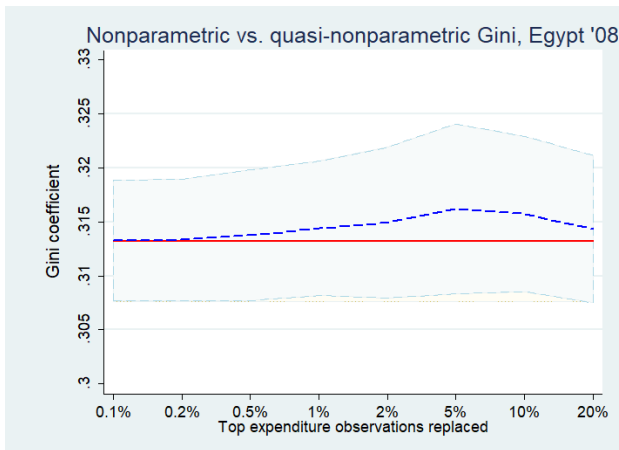 Nonparametric vs. quasi-nonparametric Gini, Egypt '08
.33
.325
.32
.315
.31
.305
.3
Gini coefficient
0.1% 0.2% 0.5% 1% 2% 5% 10% 20%
Top expenditure observations replaced